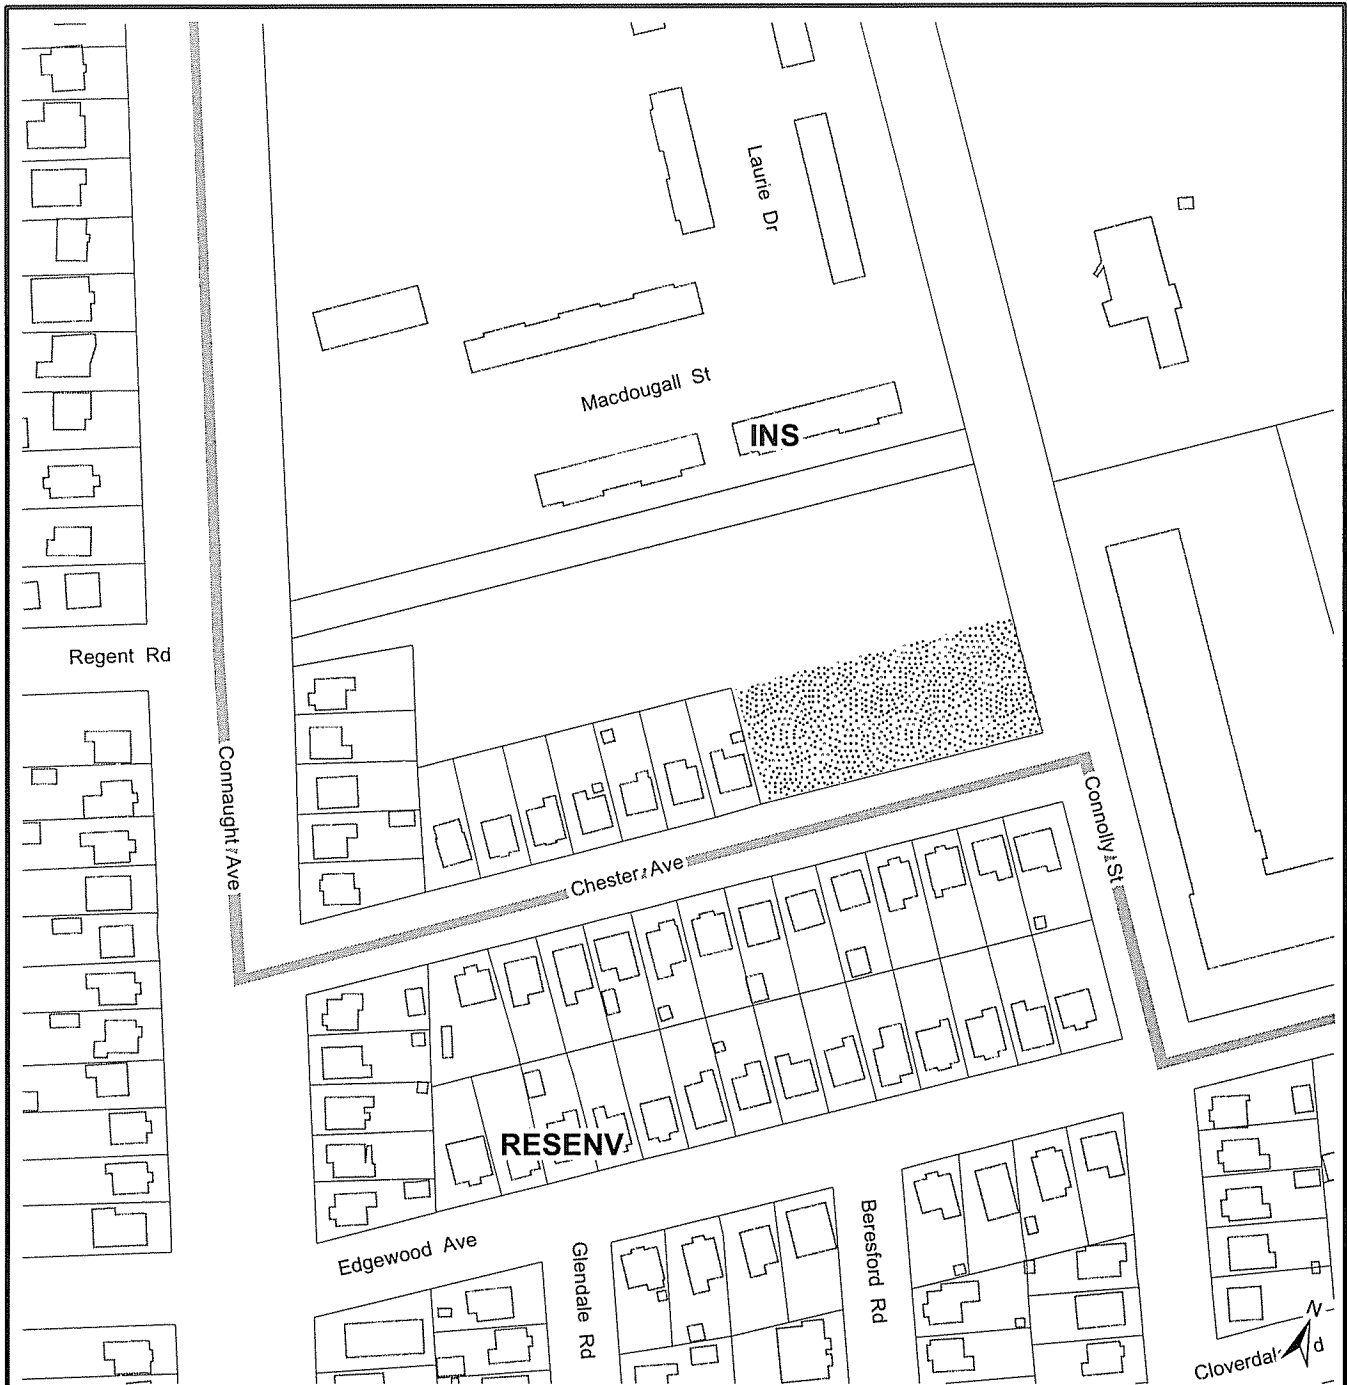 Laurie Dr
Macdougall St
INS
Regent Rd
Connaught Ave
Connolly St
Chester Ave
RESENV
Beresford Rd
Edgewood Ave
Glendale Rd
N
Cloverdal d